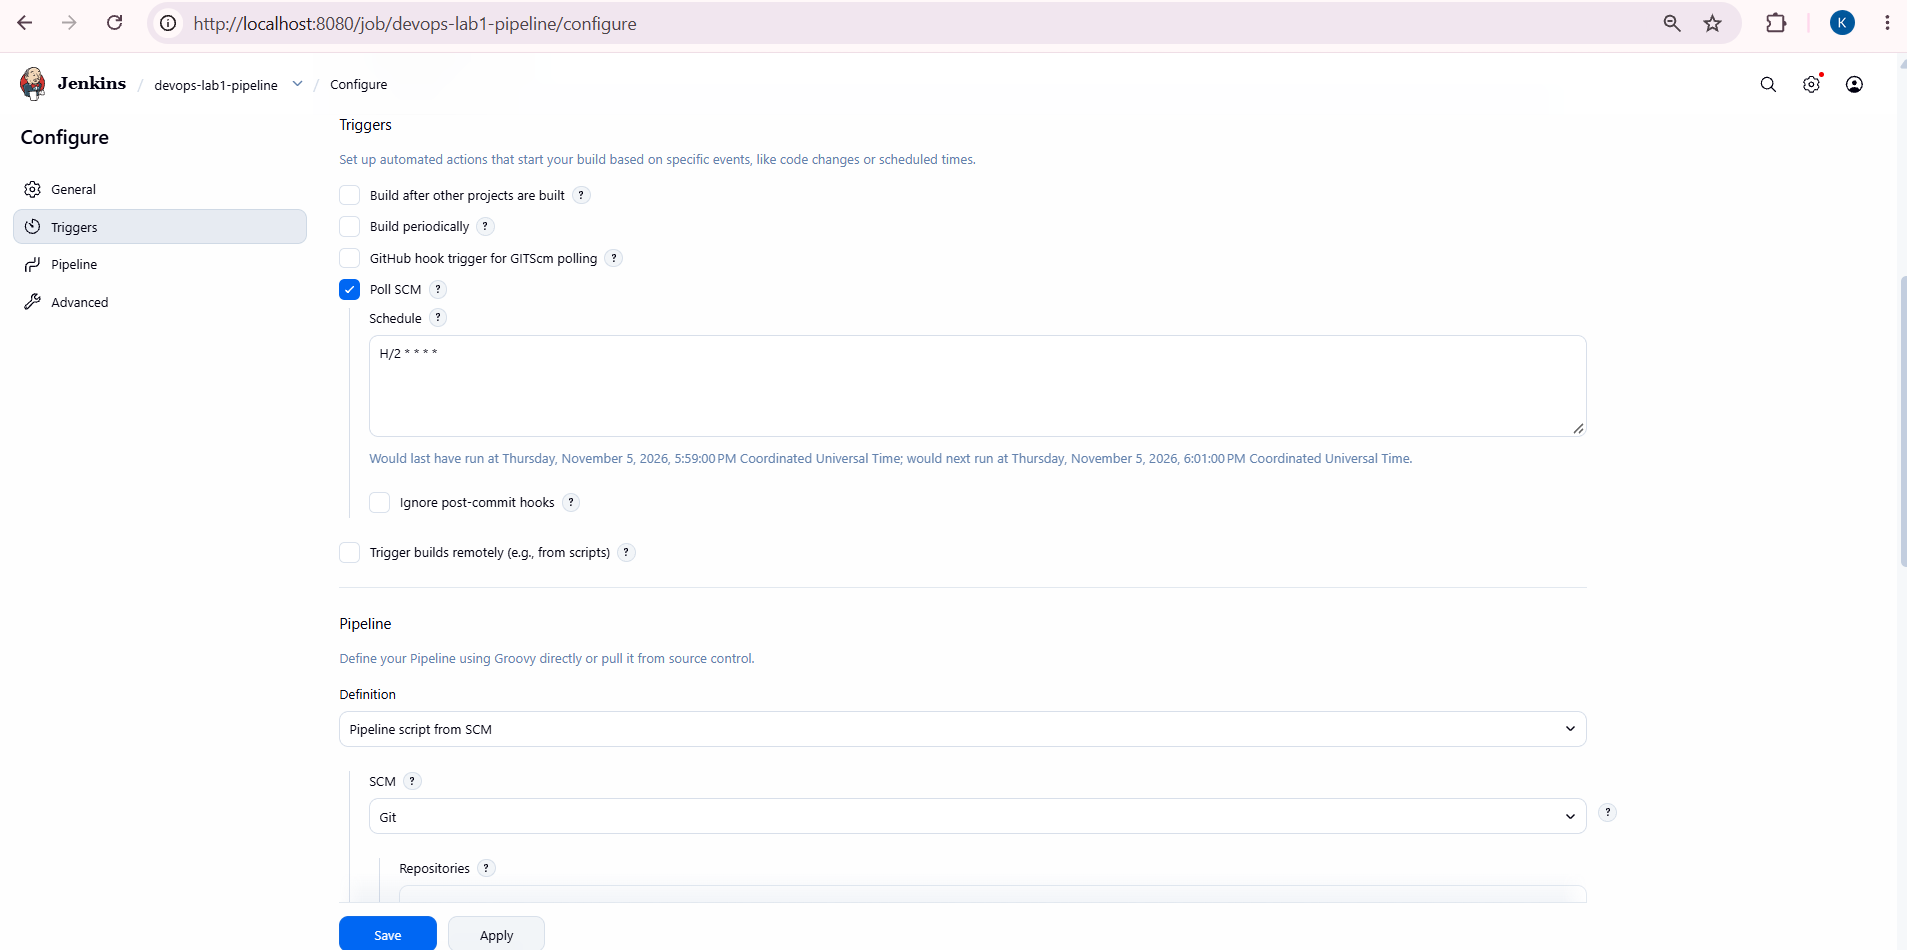 http://localhost:8080/job/devops-lab1-pipeline/configure
K
Jenkins / devops-lab1-pipeline / Configure
Configure
General
Triggers
Pipeline
Advanced
Triggers
Set up automated actions that start your build based on specific events, like code changes or scheduled times.
Build after other projects are built ?
Build periodically ?
GitHub hook trigger for GITScm polling ?
Poll SCM ?
Schedule ?
H/2 * * * *
Would last have run at Thursday, November 5, 2026, 5:59:00 PM Coordinated Universal Time; would next run at Thursday, November 5, 2026, 6:01:00 PM Coordinated Universal Time.
Ignore post-commit hooks ?
Trigger builds remotely (e.g., from scripts) ?
Pipeline
Define your Pipeline using Groovy directly or pull it from source control.
Definition
Pipeline script from SCM
SCM ?
Git
?
Repositories ?
Save
Apply